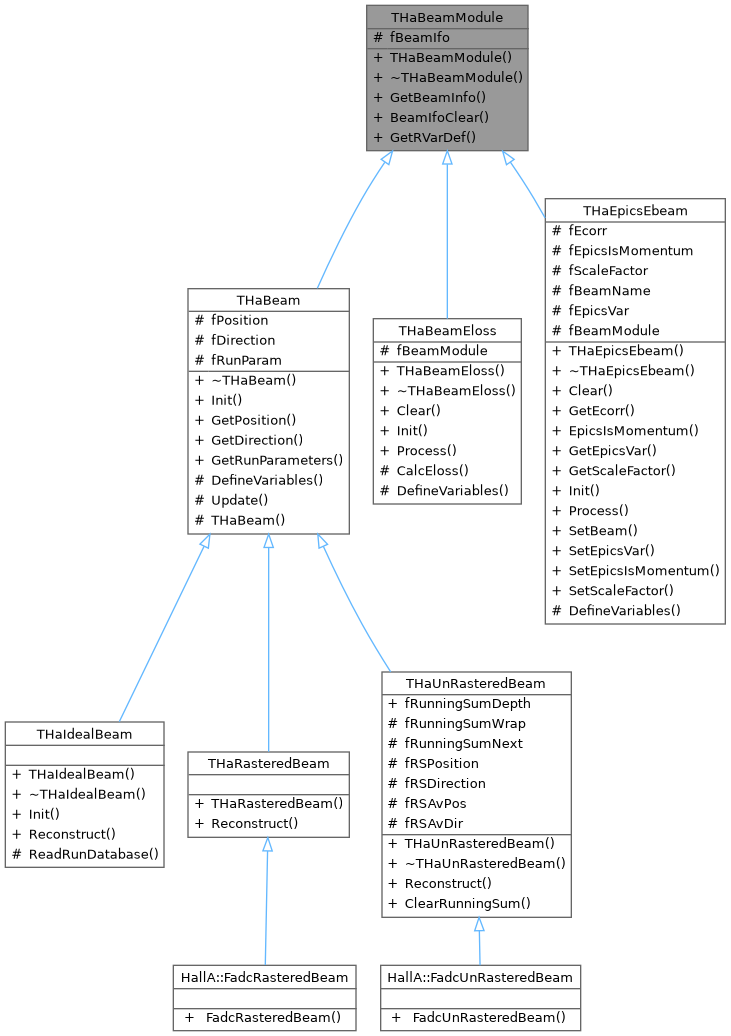 THaBeamModule
# fBeamIfo
+ THaBeamModule()
+ ~THaBeamModule()
+ GetBeamInfo()
+ BeamIfoClear()
+ GetRVarDef()
THaEpicsEbeam
# fEcorr
# fEpicsIsMomentum
# fScaleFactor
# fBeamName
# fEpicsVar
# fBeamModule
+ THaEpicsEbeam()
+ ~THaEpicsEbeam()
+ Clear()
+ GetEcorr()
+ EpicsIsMomentum()
+ GetEpicsVar()
+ GetScaleFactor()
+ Init()
+ Process()
+ SetBeam()
+ SetEpicsVar()
+ SetEpicsIsMomentum()
+ SetScaleFactor()
# DefineVariables()
THaBeam
# fPosition
# fDirection
# fRunParam
+ ~THaBeam()
+ Init()
+ GetPosition()
+ GetDirection()
+ GetRunParameters()
# DefineVariables()
# Update()
# THaBeam()
THaBeamEloss
# fBeamModule
+ THaBeamEloss()
+ ~THaBeamEloss()
+ Clear()
+ Init()
+ Process()
# CalcEloss()
# DefineVariables()
THaIdealBeam
+ THaIdealBeam()
+ ~THaIdealBeam()
+ Init()
+ Reconstruct()
# ReadRunDatabase()
THaRasteredBeam
+ THaRasteredBeam()
+ Reconstruct()
THaUnRasteredBeam
+ fRunningSumDepth
# fRunningSumWrap
# fRunningSumNext
# fRSPosition
# fRSDirection
# fRSAvPos
# fRSAvDir
+ THaUnRasteredBeam()
+ ~THaUnRasteredBeam()
+ Reconstruct()
+ ClearRunningSum()
HallA::FadcRasteredBeam
+ FadcRasteredBeam()
HallA::FadcUnRasteredBeam
+ FadcUnRasteredBeam()